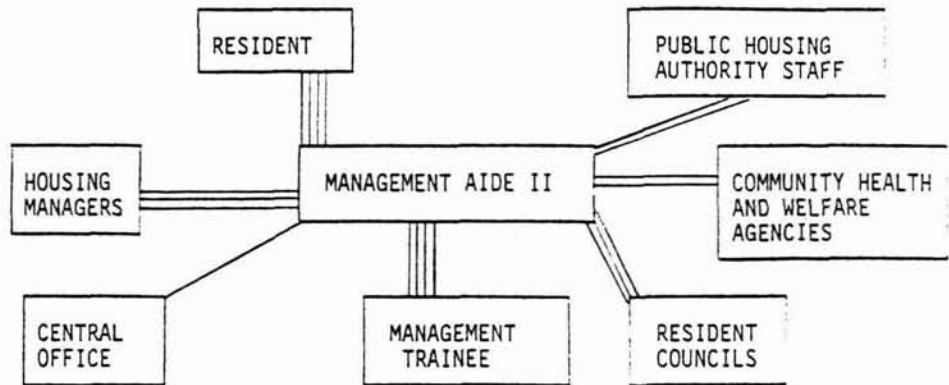 RESIDENT
PUBLIC HOUSING
AUTHORITY STAFF
HOUSING
MANAGERS
MANAGEMENT AIDE II
COMMUNITY HEALTH
AND WELFARE
AGENCIES
CENTRAL
OFFICE
MANAGEMENT
TRAINEE
RESIDENT
COUNCILS